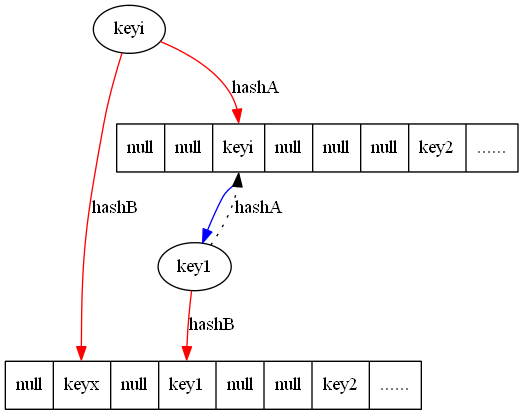 keyi
hashA
null null keyi null null null key2 ......
hashB hashA
key1
hashB
null keyx null key1 null null key2 ......